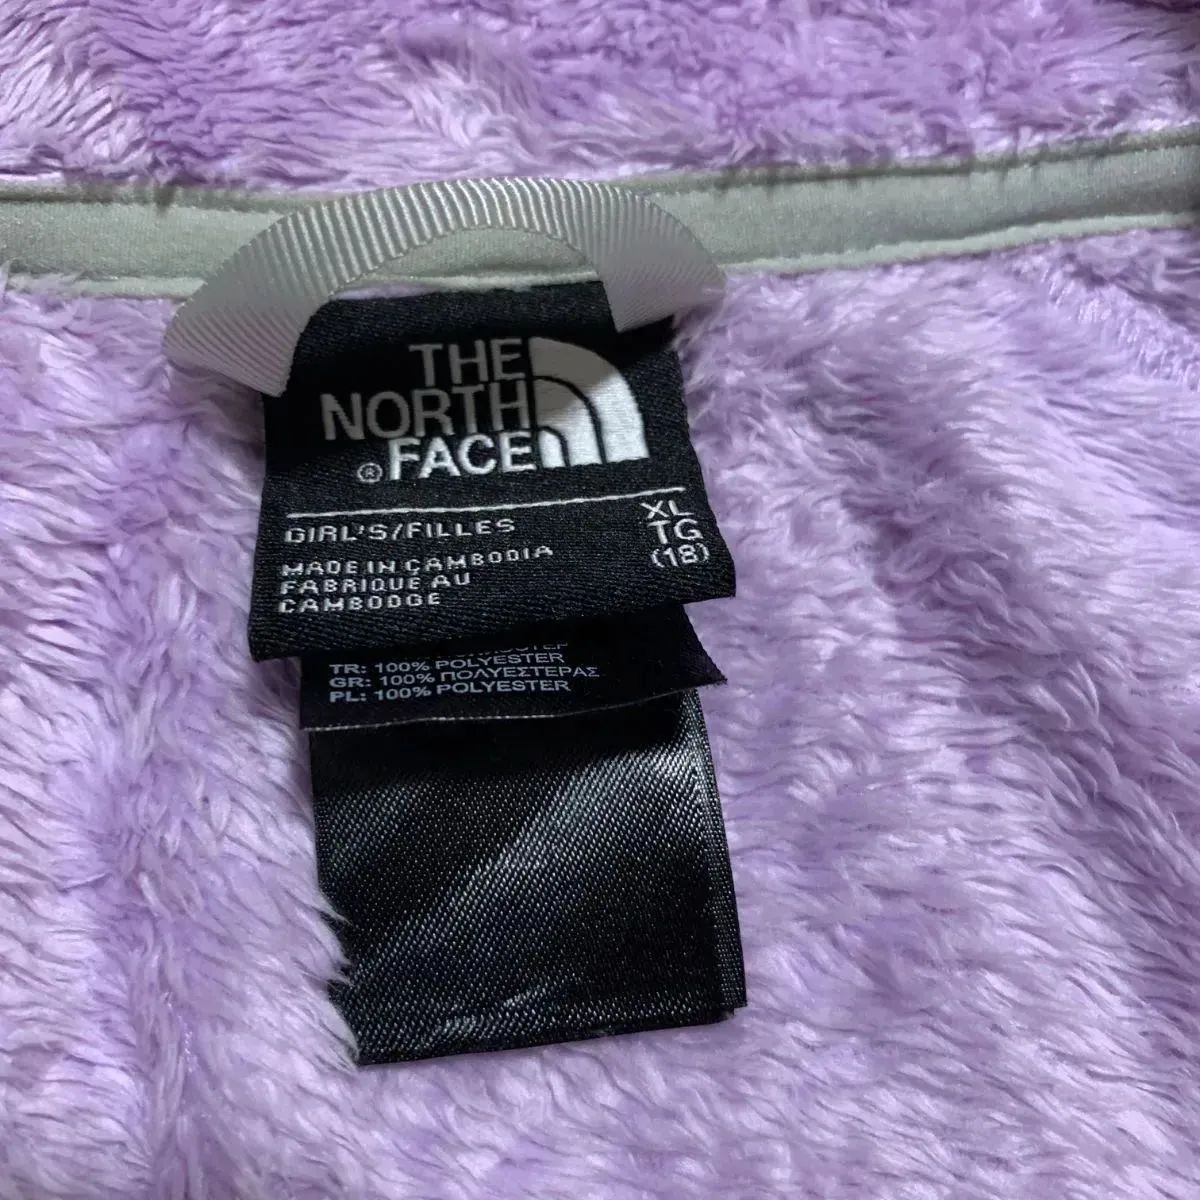 THE
NORTH
® FACE
GIRL'S/FILLES
XL
TG
(18)
MADE IN CAMBODIA
FABRIQUE AU
CAMBODGE
TR: 100% POLYESTER
GR: 100% ΠΟΛΥΕΣΤΕΡΑΣ
PL: 100% POLYESTER